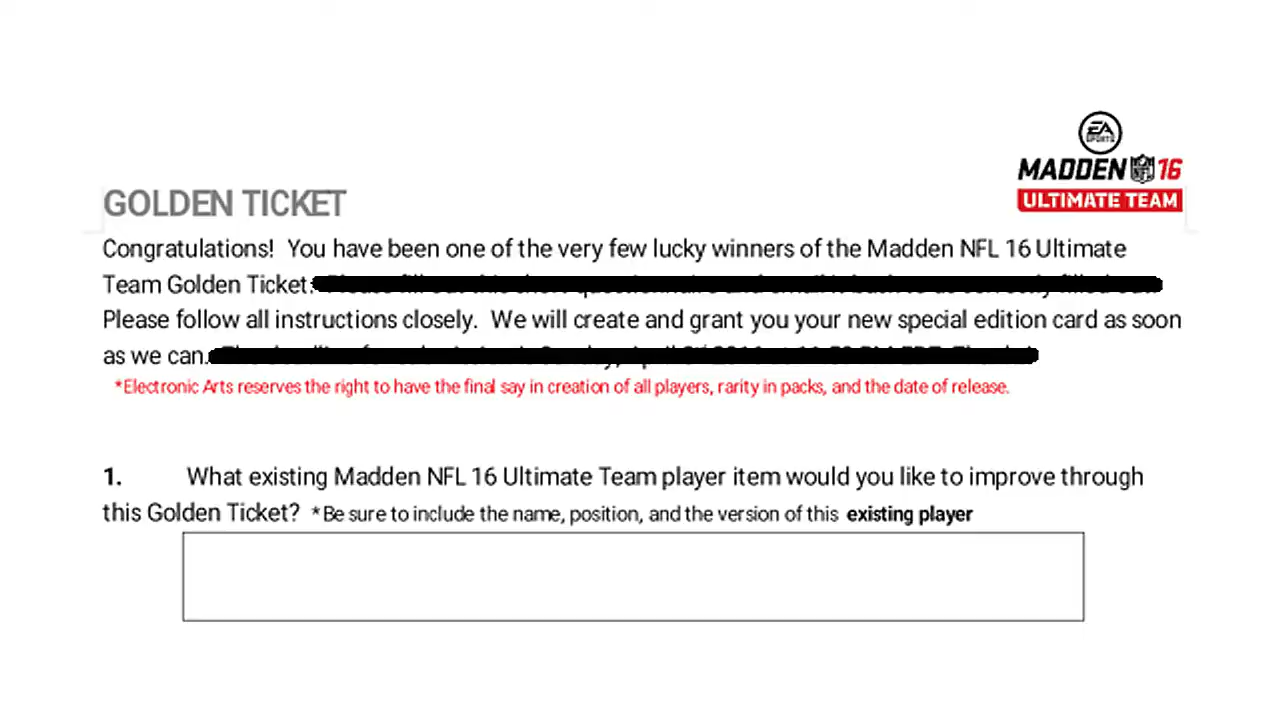 EA
SPORTS
MADDEN NFL 16
ULTIMATE TEAM
GOLDEN TICKET
Congratulations!  You have been one of the very few lucky winners of the Madden NFL 16 Ultimate
Team Golden Ticket.
Please follow all instructions closely.  We will create and grant you your new special edition card as soon
as we can.
*Electronic Arts reserves the right to have the final say in creation of all players, rarity in packs, and the date of release.
1. What existing Madden NFL 16 Ultimate Team player item would you like to improve through
this Golden Ticket?  *Be sure to include the name, position, and the version of this existing player